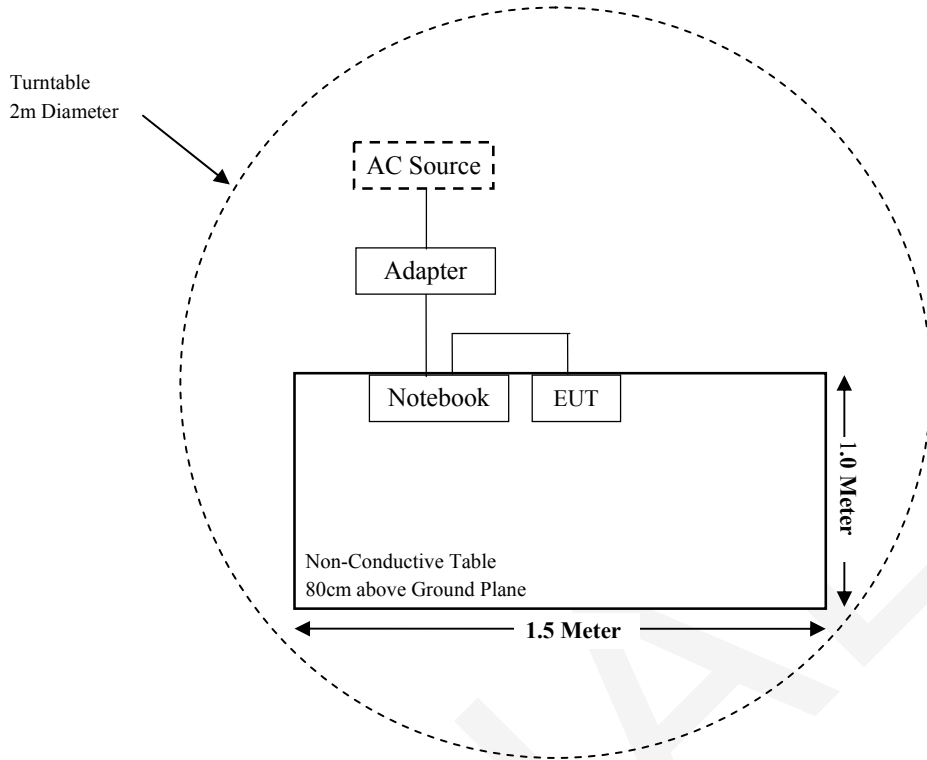 Turntable
2m Diameter
AC Source
Adapter
Notebook
EUT
1.0 Meter
Non-Conductive Table
80cm above Ground Plane
1.5 Meter